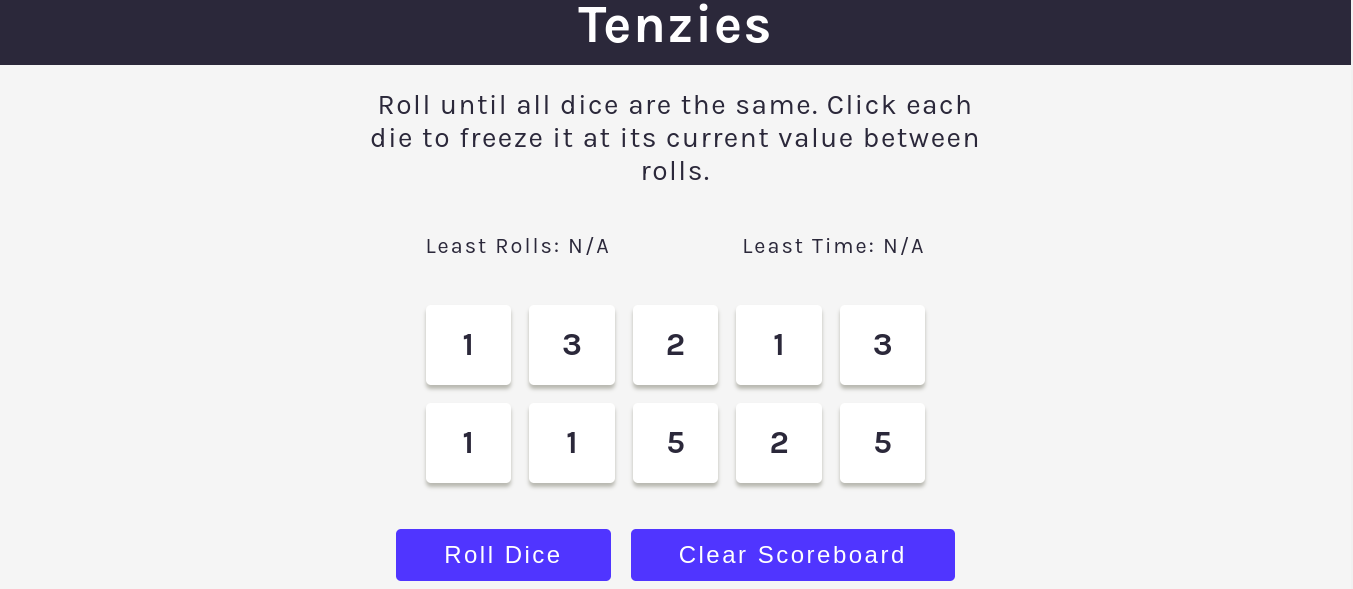 Tenzies
Roll until all dice are the same. Click each
die to freeze it at its current value between
rolls.
Least Rolls: N/A Least Time: N/A
1 3 2 1 3
1 1 5 2 5
Roll Dice Clear Scoreboard